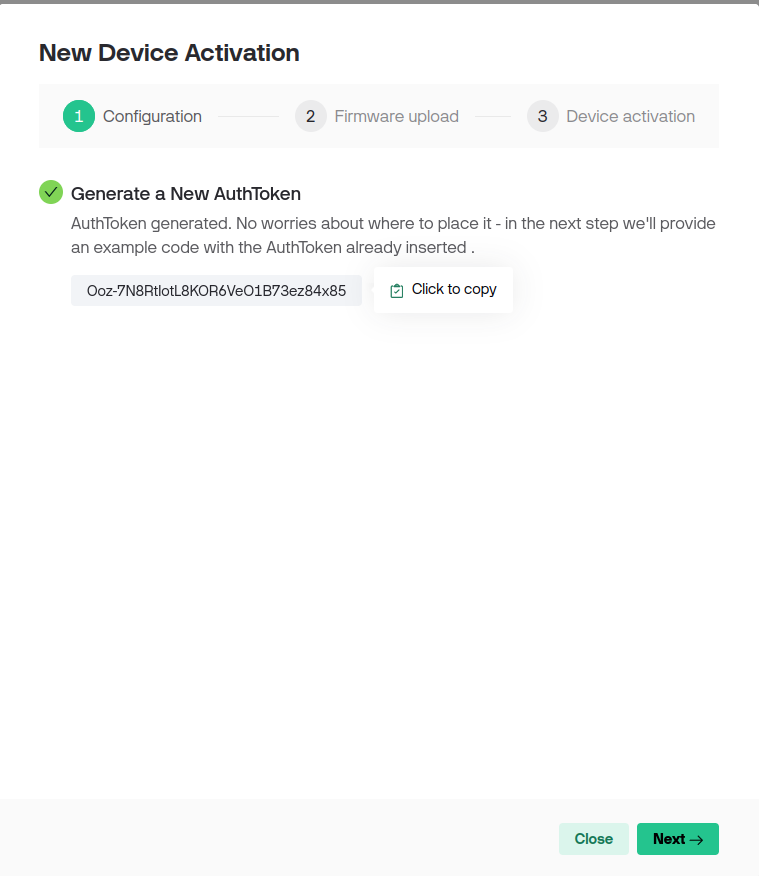 New Device Activation
1 Configuration 2 Firmware upload 3 Device activation
Generate a New AuthToken
AuthToken generated. No worries about where to place it - in the next step we'll provide
an example code with the AuthToken already inserted .
Ooz-7N8RtIotL8KOR6VeO1B73ez84x85 Click to copy
Close Next →